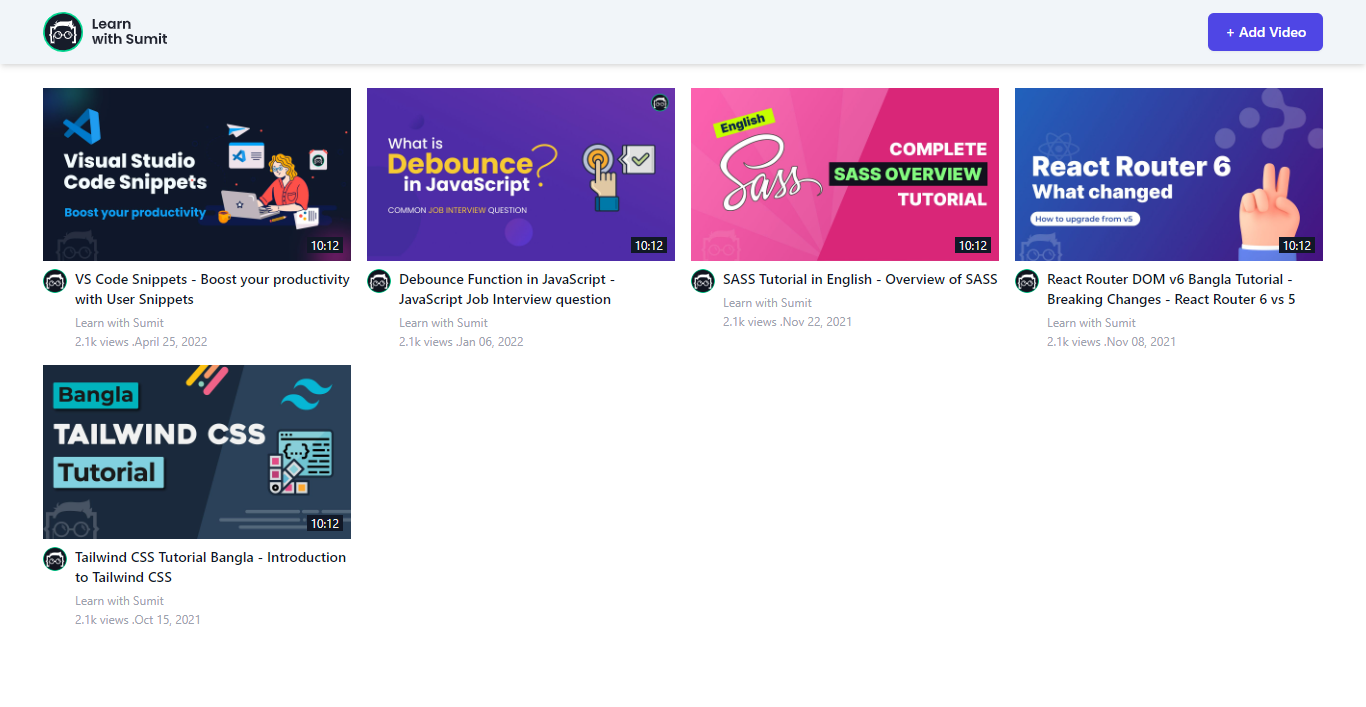 Learn
with Sumit
+ Add Video
Visual Studio
Code Snippets
Boost your productivity
10:12
VS Code Snippets - Boost your productivity
with User Snippets
Learn with Sumit
2.1k views .April 25, 2022
What is
Debounce?
in JavaScript
COMMON JOB INTERVIEW QUESTION
10:12
Debounce Function in JavaScript -
JavaScript Job Interview question
Learn with Sumit
2.1k views .Jan 06, 2022
English
Sass
COMPLETE
SASS OVERVIEW
TUTORIAL
10:12
SASS Tutorial in English - Overview of SASS
Learn with Sumit
2.1k views .Nov 22, 2021
React Router 6
What changed
How to upgrade from v5
10:12
React Router DOM v6 Bangla Tutorial -
Breaking Changes - React Router 6 vs 5
Learn with Sumit
2.1k views .Nov 08, 2021
Bangla
TAILWIND CSS
Tutorial
10:12
Tailwind CSS Tutorial Bangla - Introduction
to Tailwind CSS
Learn with Sumit
2.1k views .Oct 15, 2021